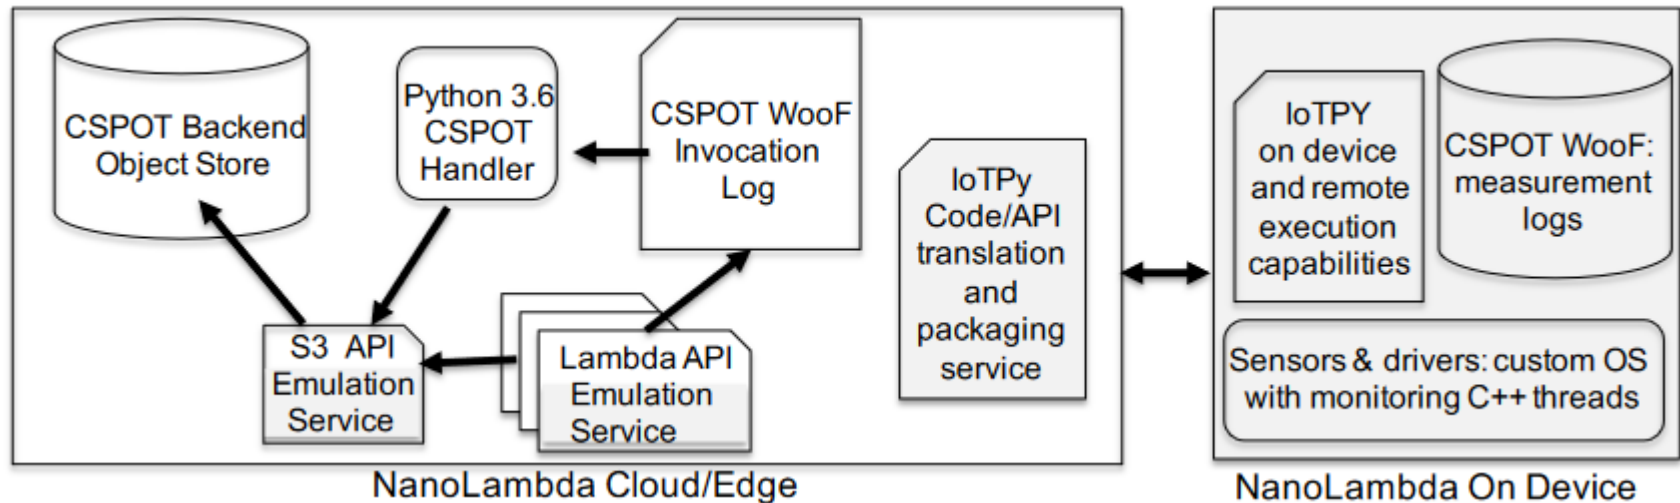 CSPOT Backend
Object Store
Python 3.6
CSPOT
Handler
CSPOT WooF
Invocation
Log
S3 API
Emulation
Service
Lambda API
Emulation
Service
IoTPy
Code/API
translation
and
packaging
service
NanoLambda Cloud/Edge
IoTPY
on device
and remote
execution
capabilities
CSPOT WooF:
measurement
logs
Sensors & drivers: custom OS
with monitoring C++ threads
NanoLambda On Device